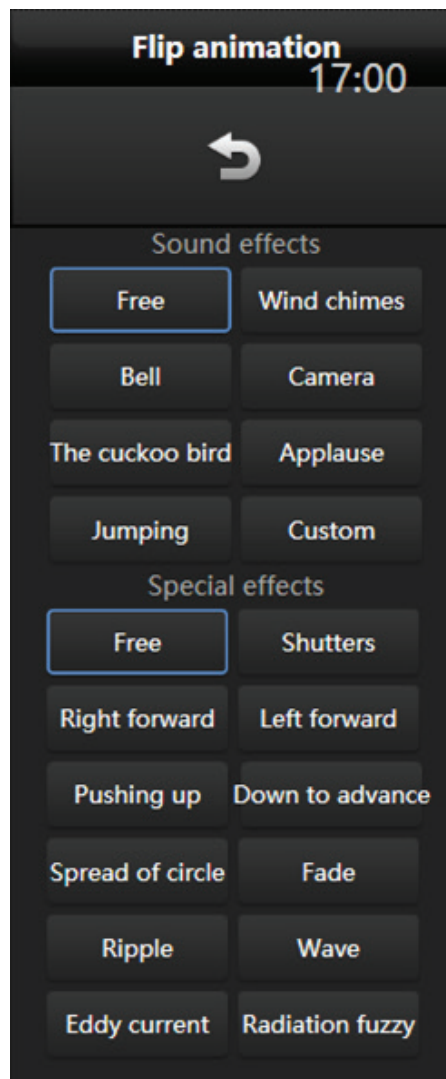 Flip animation
17:00
Sound effects
Free Wind chimes
Bell Camera
The cuckoo bird Applause
Jumping Custom
Special effects
Free Shutters
Right forward Left forward
Pushing up Down to advance
Spread of circle Fade
Ripple Wave
Eddy current Radiation fuzzy